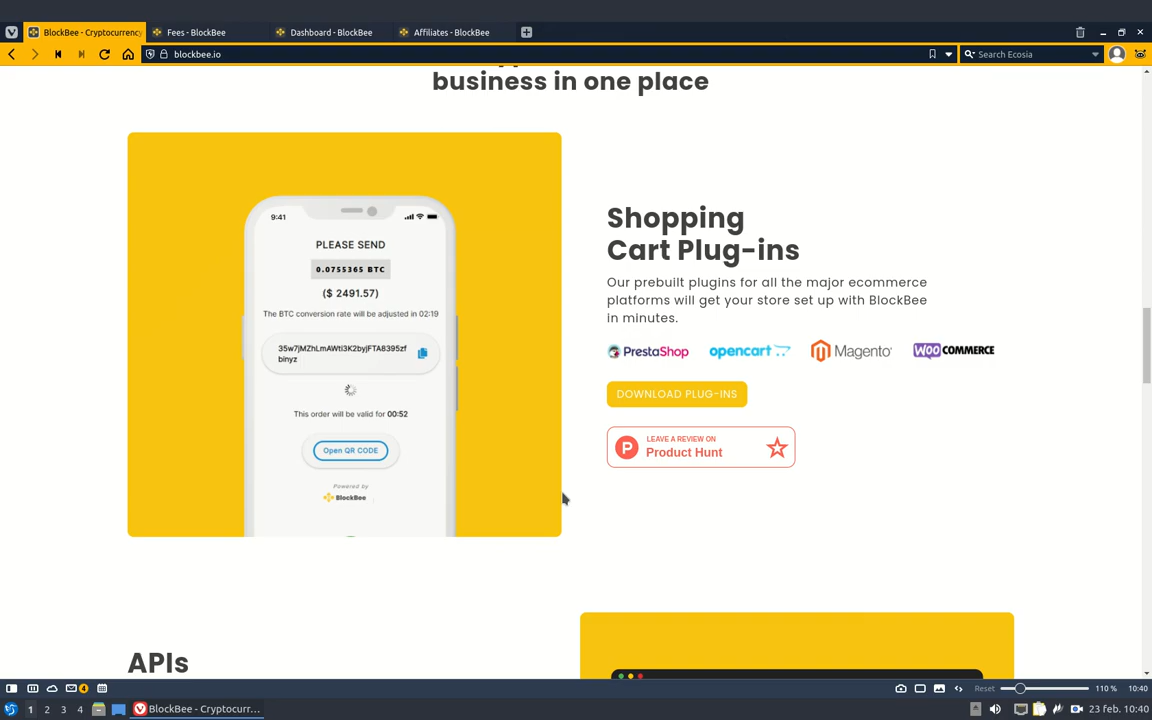 BlockBee - Cryptocurrency
Fees - BlockBee
Dashboard - BlockBee
Affiliates - BlockBee
blockbee.io
Search Ecosia
business in one place
9:41
PLEASE SEND
0.0755365 BTC
($ 2491.57)
The BTC conversion rate will be adjusted in 02:19
35w7jMZhLmAWti3K2byjFTA8395zf
binyz
This order will be valid for 00:52
Open QR CODE
Powered by
BlockBee
Shopping
Cart Plug-ins
Our prebuilt plugins for all the major ecommerce
platforms will get your store set up with BlockBee
in minutes.
PrestaShop
opencart
Magento
WOO COMMERCE
DOWNLOAD PLUG-INS
P
LEAVE A REVIEW ON
Product Hunt
APIs
4
Reset
110 %
10:40
1
2
3
4
BlockBee - Cryptocurr...
23 feb. 10:40